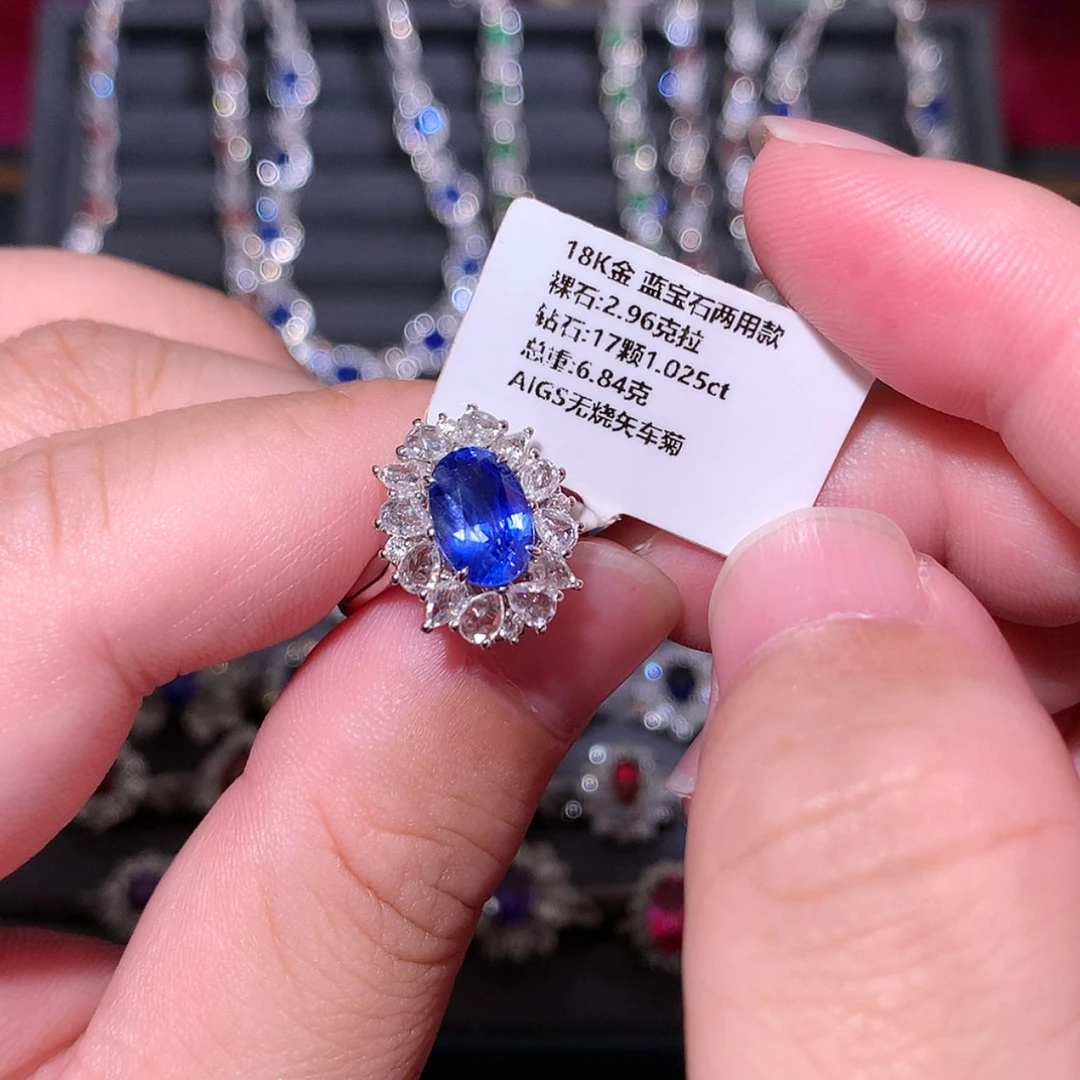 18K金 蓝宝石两用款
裸石:2.96克拉
钻石:17颗1.025ct
总重:6.84克
AIGS无烧矢车菊